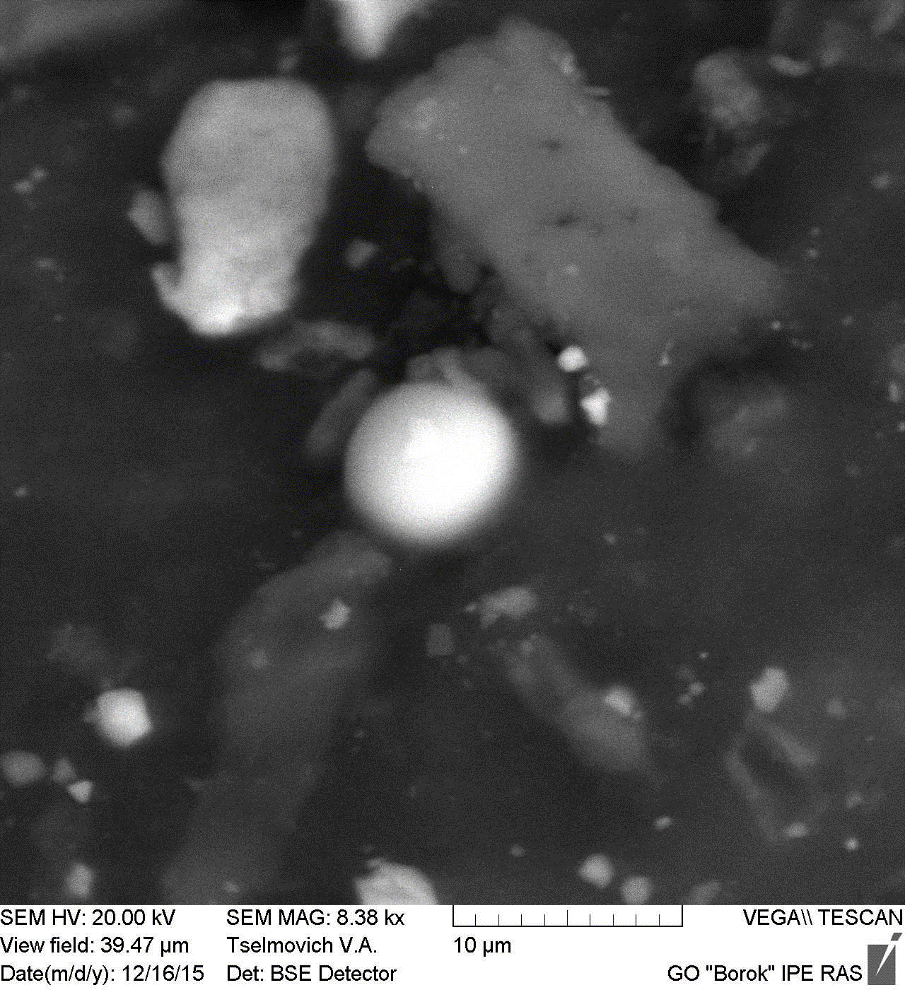 SEM HV: 20.00 kV SEM MAG: 8.38 kx VEGA\\ TESCAN
View field: 39.47 µm Tselmovich V.A. 10 µm
Date(m/d/y): 12/16/15 Det: BSE Detector GO "Borok" IPE RAS